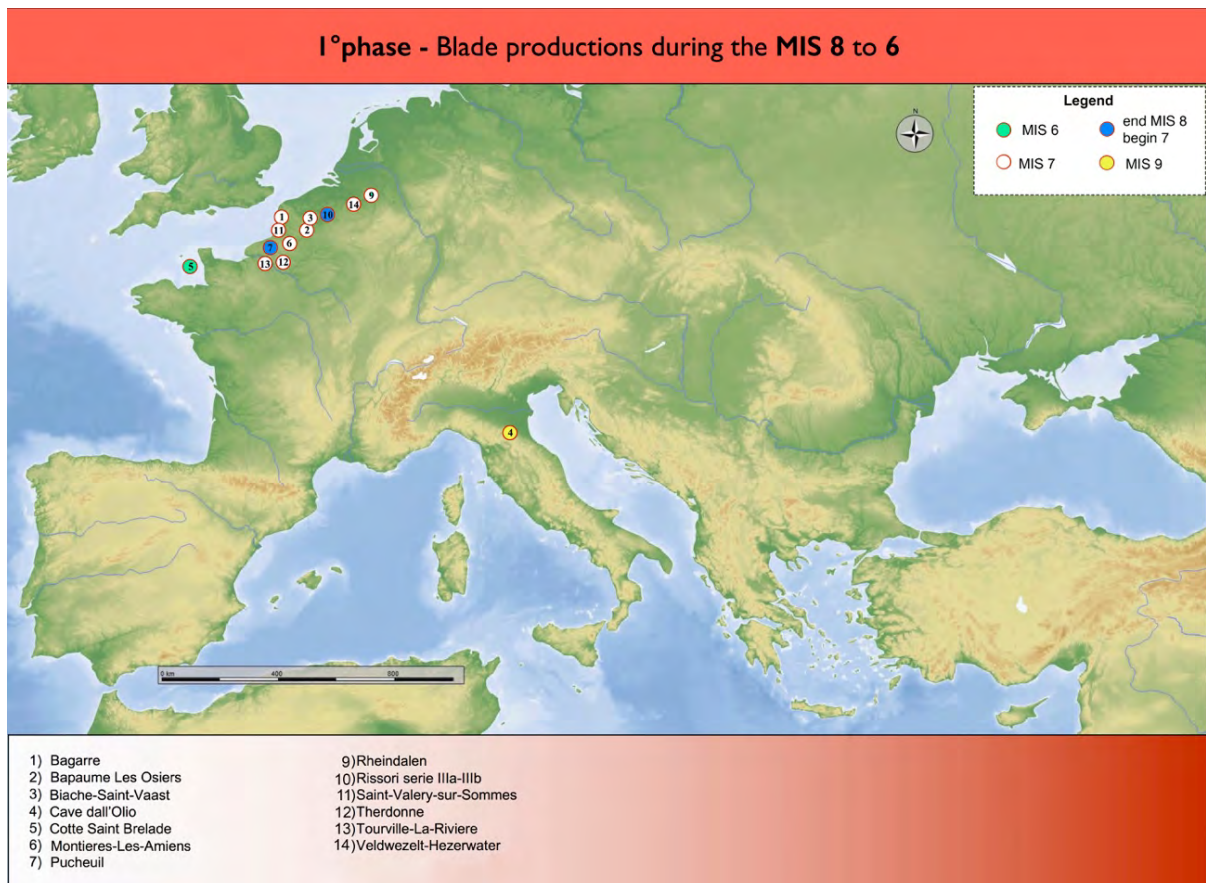 1°phase - Blade productions during the MIS 8 to 6
Legend
MIS 6
end MIS 8
begin 7
MIS 7
MIS 9
N
9
14
10
1
3
11
2
6
7
13
12
5
4
0 km
400
800
1) Bagarre
2) Bapaume Les Osiers
3) Biache-Saint-Vaast
4) Cave dall'Olio
5) Cotte Saint Brelade
6) Montieres-Les-Amiens
7) Pucheuil
9)Rheindalen
10)Rissori serie IIIa-IIIb
11)Saint-Valery-sur-Sommes
12)Therdonne
13)Tourville-La-Riviere
14)Veldwezelt-Hezerwater